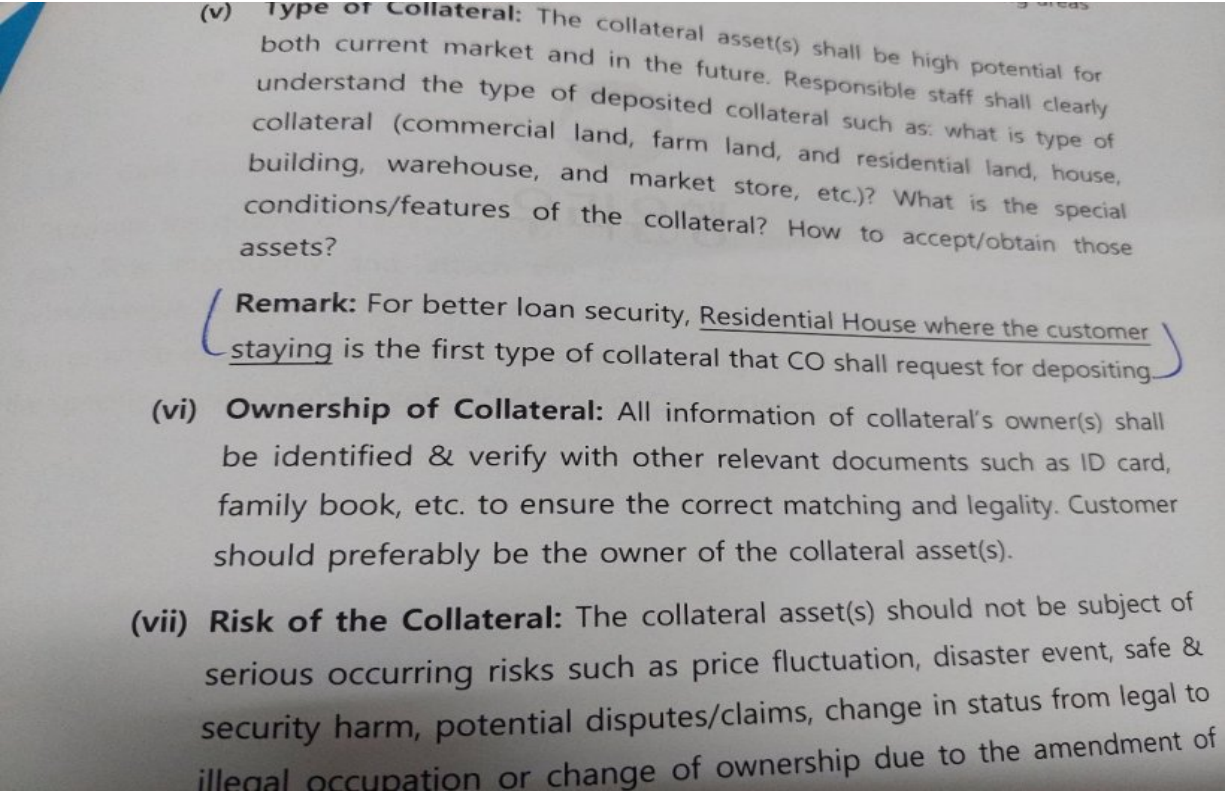 areas
(v) Type of Collateral: The collateral asset(s) shall be high potential for
both current market and in the future. Responsible staff shall clearly
understand the type of deposited collateral such as: what is type of
collateral (commercial land, farm land, and residential land, house,
building, warehouse, and market store, etc.)? What is the special
conditions/features of the collateral? How to accept/obtain those
assets?
Remark: For better loan security, Residential House where the customer
staying is the first type of collateral that CO shall request for depositing.
(vi) Ownership of Collateral: All information of collateral's owner(s) shall
be identified & verify with other relevant documents such as ID card,
family book, etc. to ensure the correct matching and legality. Customer
should preferably be the owner of the collateral asset(s).
(vii) Risk of the Collateral: The collateral asset(s) should not be subject of
serious occurring risks such as price fluctuation, disaster event, safe &
security harm, potential disputes/claims, change in status from legal to
illegal occupation or change of ownership due to the amendment of